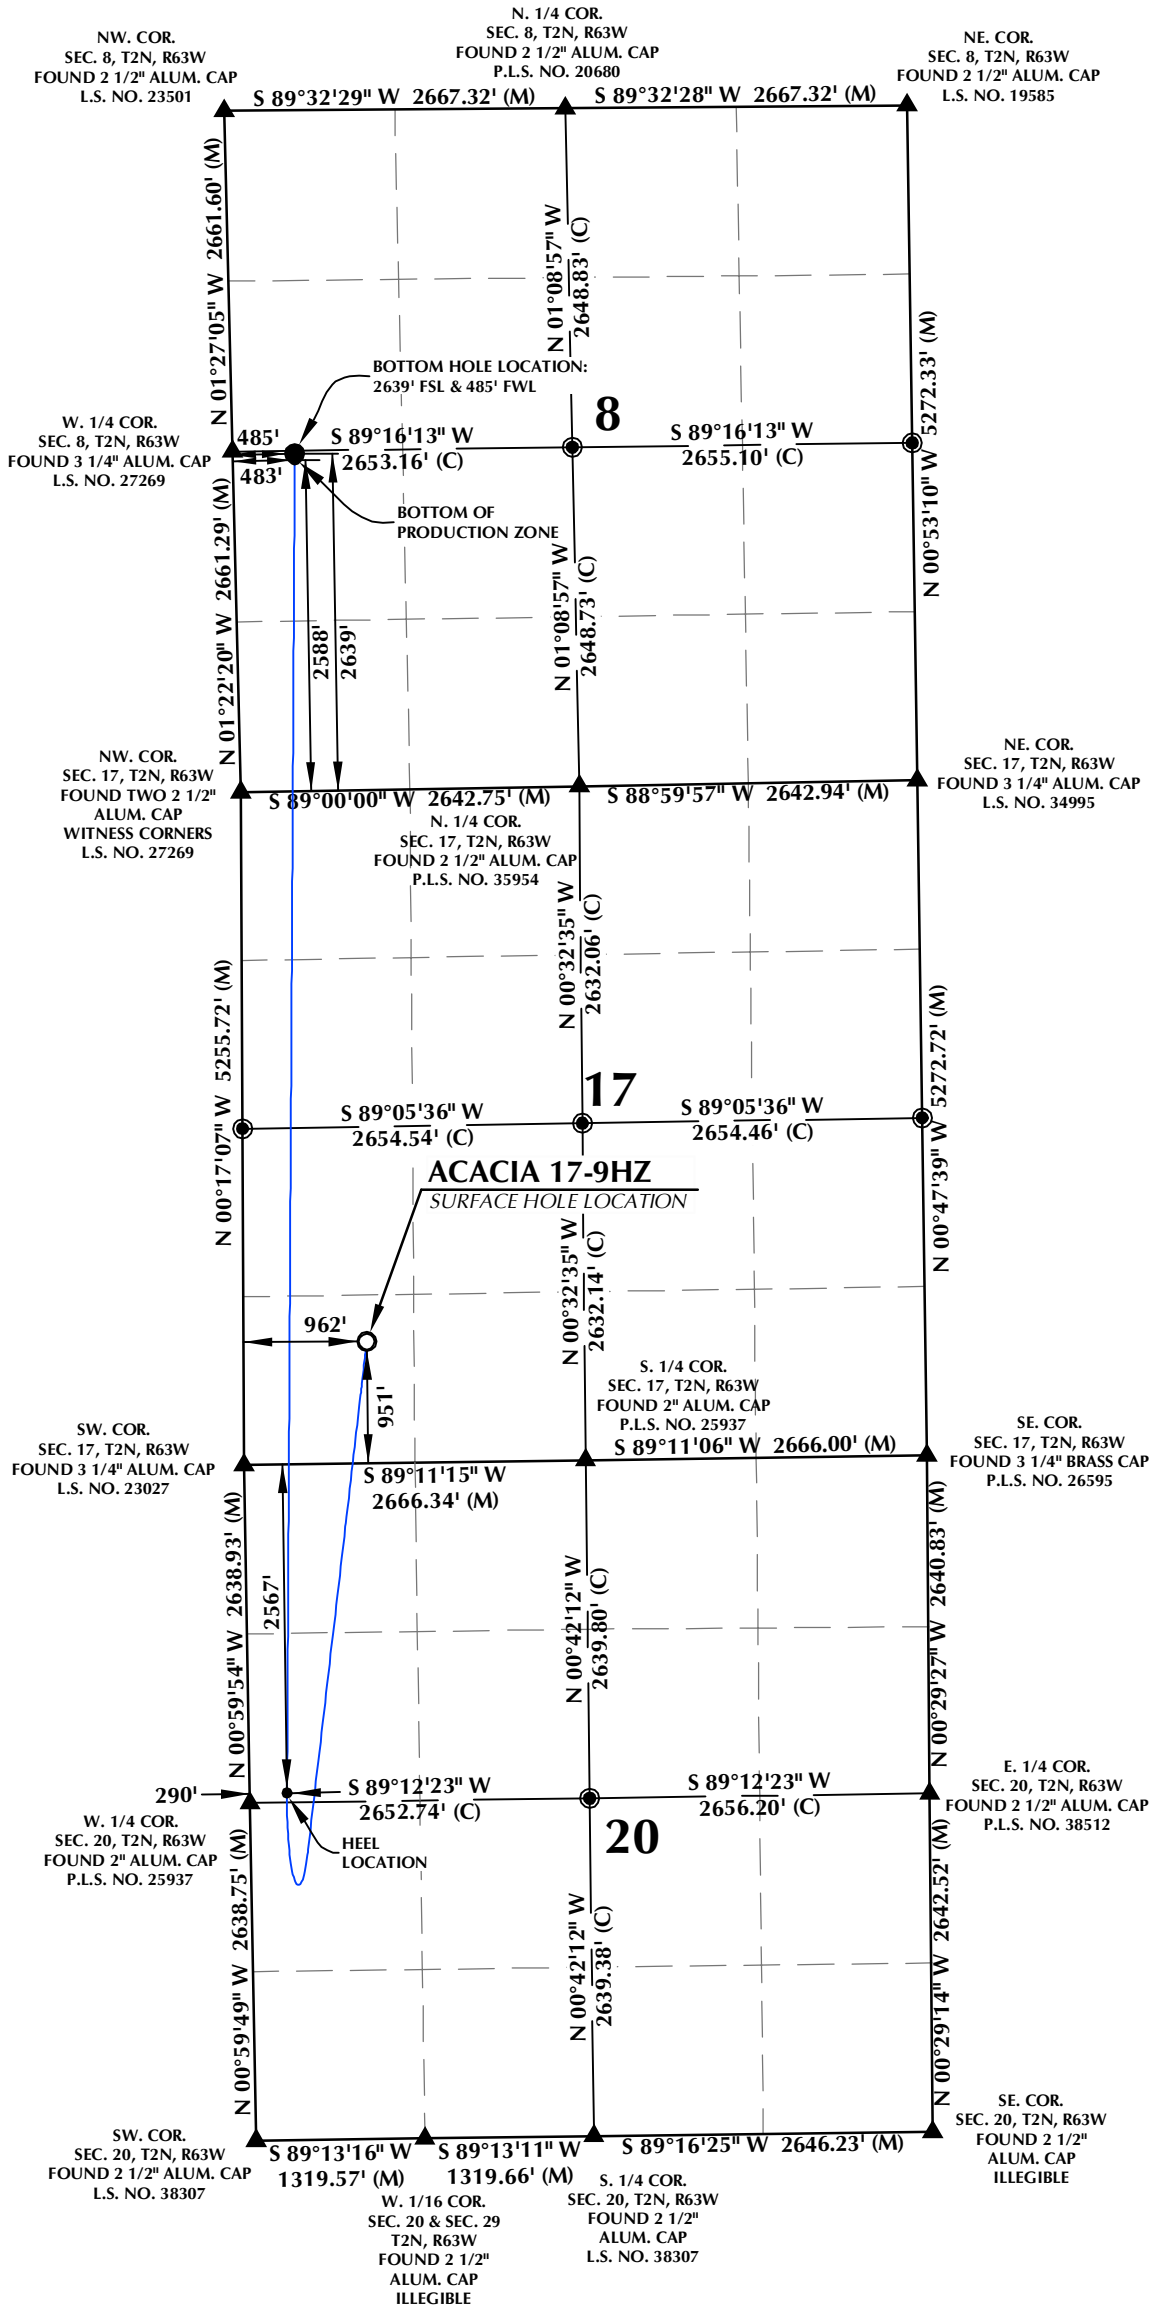 NW. COR.
SEC. 8, T2N, R63W
FOUND 2 1/2" ALUM. CAP
L.S. NO. 23501
N. 1/4 COR.
SEC. 8, T2N, R63W
FOUND 2 1/2" ALUM. CAP
P.L.S. NO. 20680
NE. COR.
SEC. 8, T2N, R63W
FOUND 2 1/2" ALUM. CAP
L.S. NO. 19585
S 89°32'29" W 2667.32' (M)
S 89°32'28" W 2667.32' (M)
N 01°27'05" W 2661.60' (M)
N 01°08'57" W
2648.83' (C)
N 00°53'10" W 5272.33' (M)
BOTTOM HOLE LOCATION:
2639' FSL & 485' FWL
8
W. 1/4 COR.
SEC. 8, T2N, R63W
FOUND 3 1/4" ALUM. CAP
L.S. NO. 27269
485'
483'
S 89°16'13" W
2653.16' (C)
S 89°16'13" W
2655.10' (C)
BOTTOM OF
PRODUCTION ZONE
N 01°22'20" W 2661.29' (M)
2588'
2639'
N 01°08'57" W
2648.73' (C)
NW. COR.
SEC. 17, T2N, R63W
FOUND TWO 2 1/2"
ALUM. CAP
WITNESS CORNERS
L.S. NO. 27269
S 89°00'00" W 2642.75' (M)
S 88°59'57" W 2642.94' (M)
NE. COR.
SEC. 17, T2N, R63W
FOUND 3 1/4" ALUM. CAP
L.S. NO. 34995
N. 1/4 COR.
SEC. 17, T2N, R63W
FOUND 2 1/2" ALUM. CAP
P.L.S. NO. 35954
N 00°17'07" W 5255.72' (M)
N 00°32'35" W
2632.06' (C)
N 00°47'39" W 5272.72' (M)
17
S 89°05'36" W
2654.54' (C)
S 89°05'36" W
2654.46' (C)
ACACIA 17-9HZ
SURFACE HOLE LOCATION
N 00°32'35" W
2632.14' (C)
962'
951'
S. 1/4 COR.
SEC. 17, T2N, R63W
FOUND 2" ALUM. CAP
P.L.S. NO. 25937
SW. COR.
SEC. 17, T2N, R63W
FOUND 3 1/4" ALUM. CAP
L.S. NO. 23027
S 89°11'15" W
2666.34' (M)
S 89°11'06" W 2666.00' (M)
SE. COR.
SEC. 17, T2N, R63W
FOUND 3 1/4" BRASS CAP
P.L.S. NO. 26595
N 00°59'54" W 2638.93' (M)
2567'
N 00°42'12" W
2639.80' (C)
N 00°29'27" W 2640.83' (M)
290'
S 89°12'23" W
2652.74' (C)
S 89°12'23" W
2656.20' (C)
E. 1/4 COR.
SEC. 20, T2N, R63W
FOUND 2 1/2" ALUM. CAP
P.L.S. NO. 38512
W. 1/4 COR.
SEC. 20, T2N, R63W
FOUND 2" ALUM. CAP
P.L.S. NO. 25937
HEEL
LOCATION
20
N 00°59'49" W 2638.75' (M)
N 00°42'12" W
2639.38' (C)
N 00°29'14" W 2642.52' (M)
SW. COR.
SEC. 20, T2N, R63W
FOUND 2 1/2" ALUM. CAP
L.S. NO. 38307
S 89°13'16" W
1319.57' (M)
S 89°13'11" W
1319.66' (M)
S 89°16'25" W 2646.23' (M)
SE. COR.
SEC. 20, T2N, R63W
FOUND 2 1/2"
ALUM. CAP
ILLEGIBLE
W. 1/16 COR.
SEC. 20 & SEC. 29
T2N, R63W
FOUND 2 1/2"
ALUM. CAP
ILLEGIBLE
S. 1/4 COR.
SEC. 20, T2N, R63W
FOUND 2 1/2"
ALUM. CAP
L.S. NO. 38307